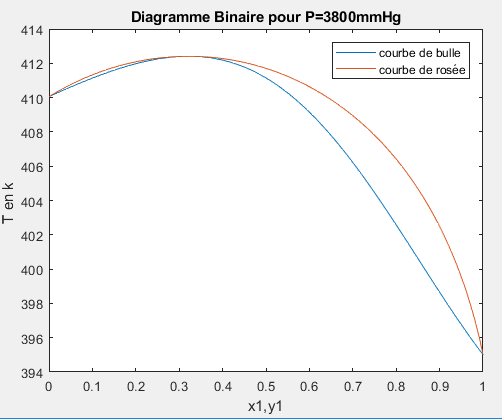 Diagramme Binaire pour P=3800mmHg
414
412
410
408
406
404
402
400
398
396
394
T en k
courbe de bulle
courbe de rosée
0 0.1 0.2 0.3 0.4 0.5 0.6 0.7 0.8 0.9 1
x1,y1